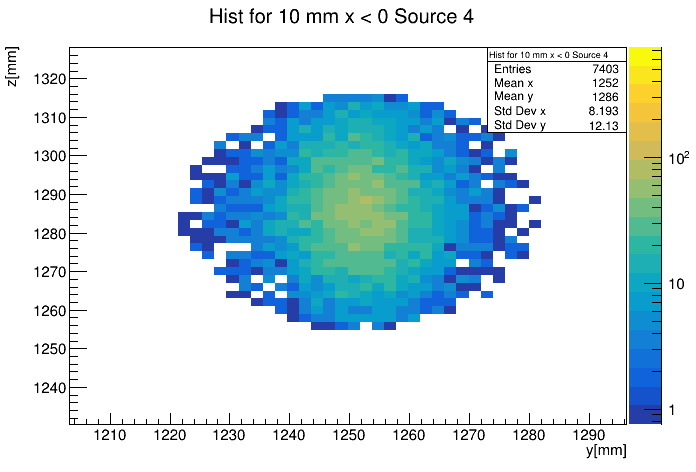 Hist for 10 mm x < 0 Source 4
z[mm]
Hist for 10 mm x < 0 Source 4
Entries 7403
Mean x 1252
Mean y 1286
Std Dev x 8.193
Std Dev y 12.13
1320
1310
1300
1290
1280
1270
1260
1250
1240
10²
10
1
1210 1220 1230 1240 1250 1260 1270 1280 1290
y[mm]